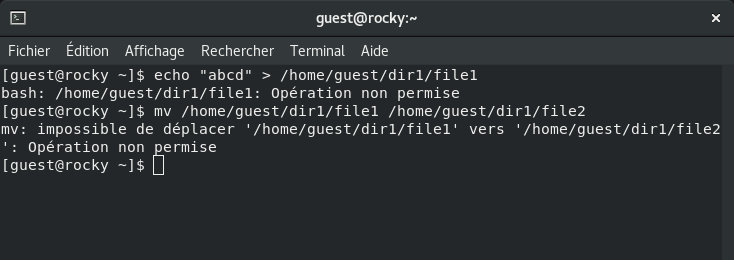 guest@rocky:~
Fichier Édition Affichage Rechercher Terminal Aide
[guest@rocky ~]$ echo "abcd" > /home/guest/dir1/file1
bash: /home/guest/dir1/file1: Opération non permise
[guest@rocky ~]$ mv /home/guest/dir1/file1 /home/guest/dir1/file2
mv: impossible de déplacer '/home/guest/dir1/file1' vers '/home/guest/dir1/file2
': Opération non permise
[guest@rocky ~]$